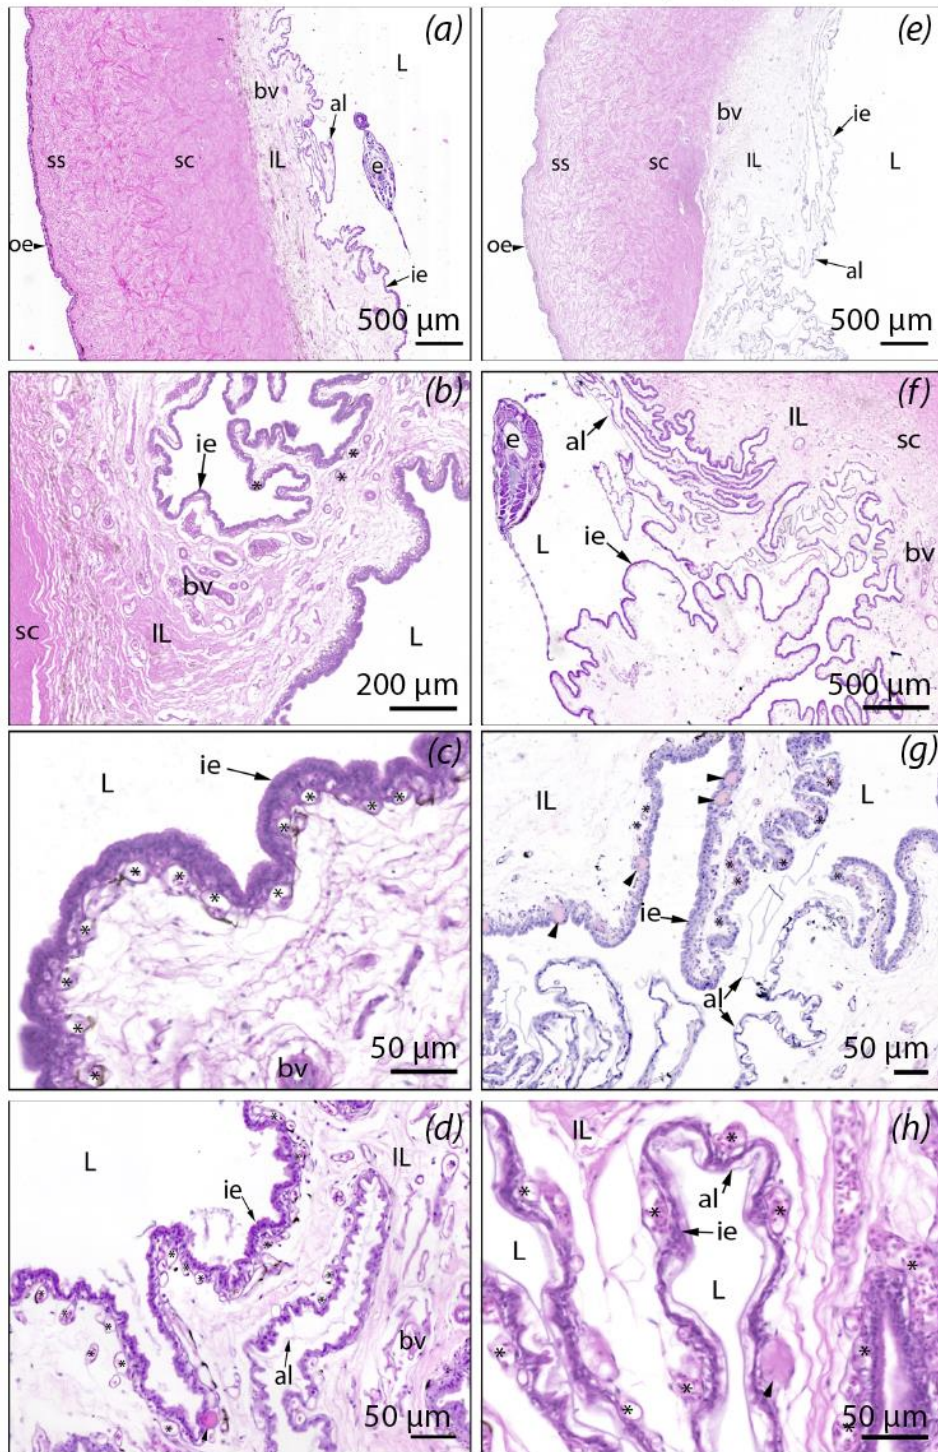 (a)
L
bv
al
ss
sc
IL
e
oe
ie
500 µm
(e)
bv
ie
ss
sc
IL
L
oe
al
500 µm
(b)
ie
*
*
*
bv
sc
IL
L
200 µm
(f)
e
al
IL
sc
L
ie
bv
500 µm
(c)
L
ie
* * *
*
* * * *
*
*
*
*
bv
50 µm
(g)
IL
L
*
* *
*
*
*
*
ie
*
al
50 µm
(d)
L
IL
ie
*
*
*
*
al
bv
50 µm
(h)
IL
*
*
al
* *
ie
L
L
*
*
*
*
*
*
50 µm